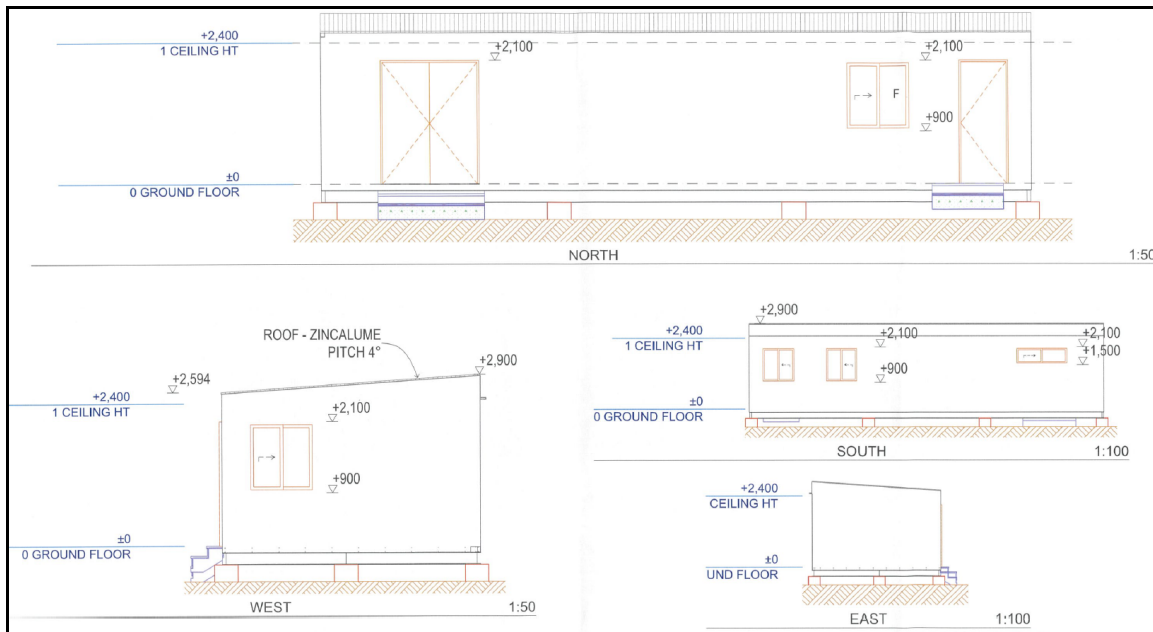 +2,400
1 CEILING HT
+2,100
+2,100
F
+900
±0
0 GROUND FLOOR
NORTH
1:50
ROOF - ZINCALUME
PITCH 4°
+2,900
+2,594
+2,400
1 CEILING HT
+2,100
+900
±0
0 GROUND FLOOR
WEST
1:50
+2,900
+2,400
1 CEILING HT
+2,100
+2,100
+1,500
+900
±0
0 GROUND FLOOR
SOUTH
1:100
+2,400
CEILING HT
±0
UND FLOOR
EAST
1:100